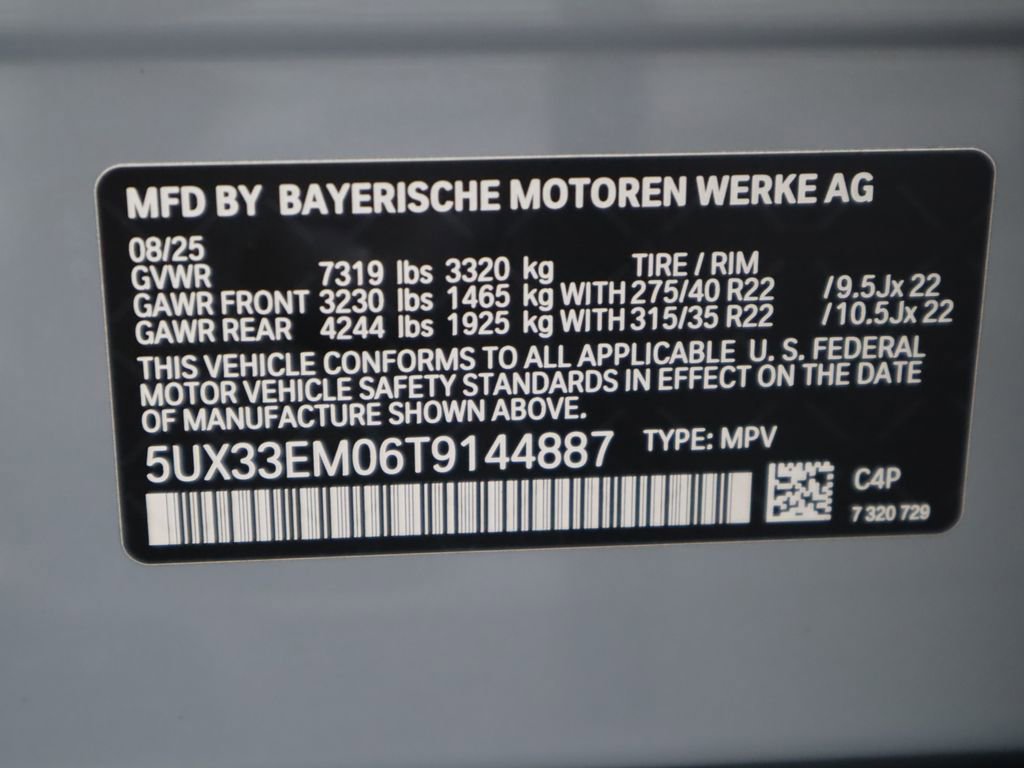 MFD BY BAYERISCHE MOTOREN WERKE AG
08/25
GVWR 7319 lbs 3320 kg TIRE / RIM
GAWR FRONT 3230 lbs 1465 kg WITH 275/40 R22 /9.5Jx 22
GAWR REAR 4244 lbs 1925 kg WITH 315/35 R22 /10.5Jx 22
THIS VEHICLE CONFORMS TO ALL APPLICABLE U. S. FEDERAL
MOTOR VEHICLE SAFETY STANDARDS IN EFFECT ON THE DATE
OF MANUFACTURE SHOWN ABOVE.
5UX33EM06T9144887 TYPE: MPV
C4P
7 320 729